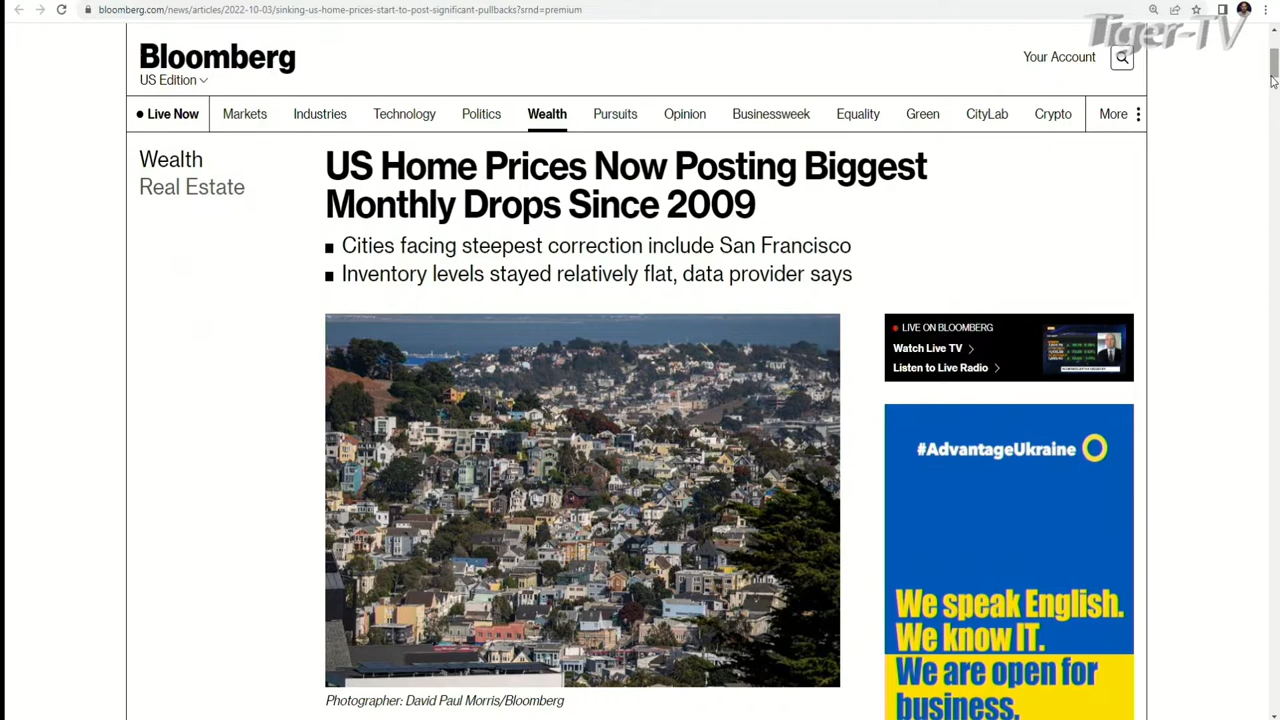 bloomberg.com/news/articles/2022-10-03/sinking-us-home-prices-start-to-post-significant-pullbacks?srnd=premium
Tiger-TV
Bloomberg
US Edition
Your Account
Live Now Markets Industries Technology Politics Wealth Pursuits Opinion Businessweek Equality Green CityLab Crypto More
Wealth
Real Estate
US Home Prices Now Posting Biggest
Monthly Drops Since 2009
Cities facing steepest correction include San Francisco
Inventory levels stayed relatively flat, data provider says
LIVE ON BLOOMBERG
Watch Live TV
Listen to Live Radio
#AdvantageUkraine
We speak English.
We know IT.
We are open for
business.
Photographer: David Paul Morris/Bloomberg